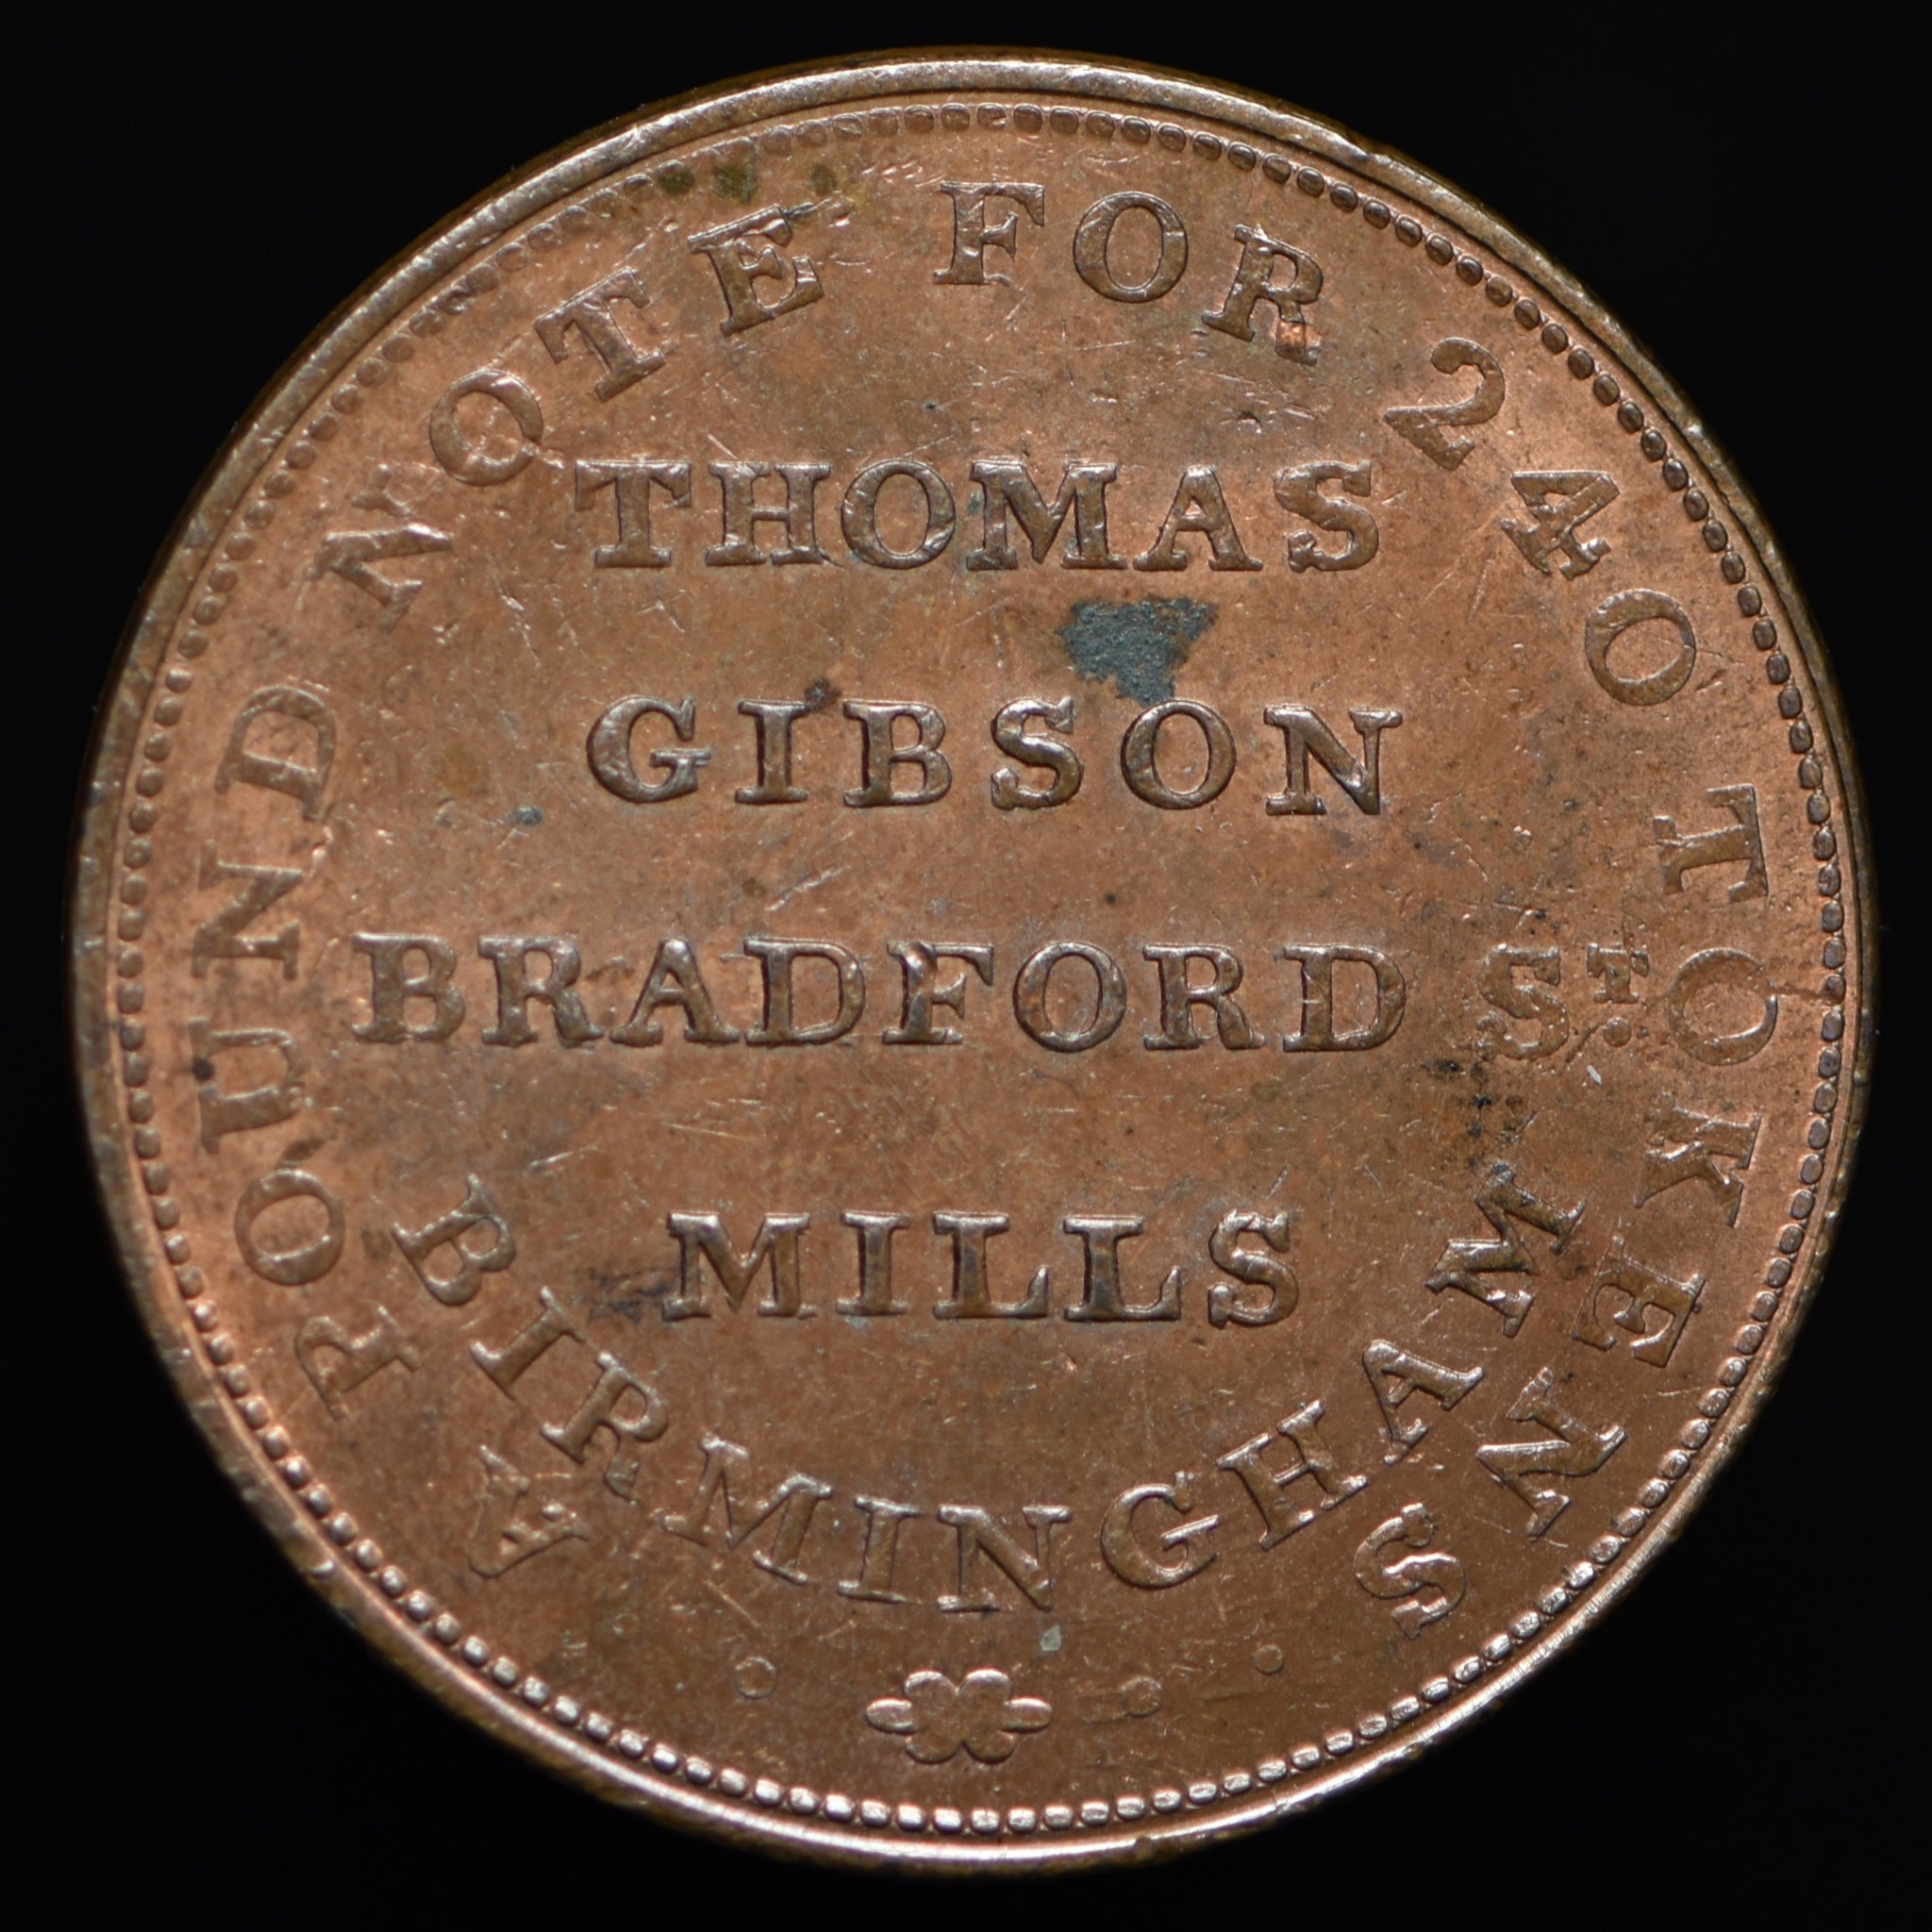 A POUND NOTE FOR 240 TOKENS
THOMAS
GIBSON
BRADFORD ST.
MILLS
BIRMINGHAM